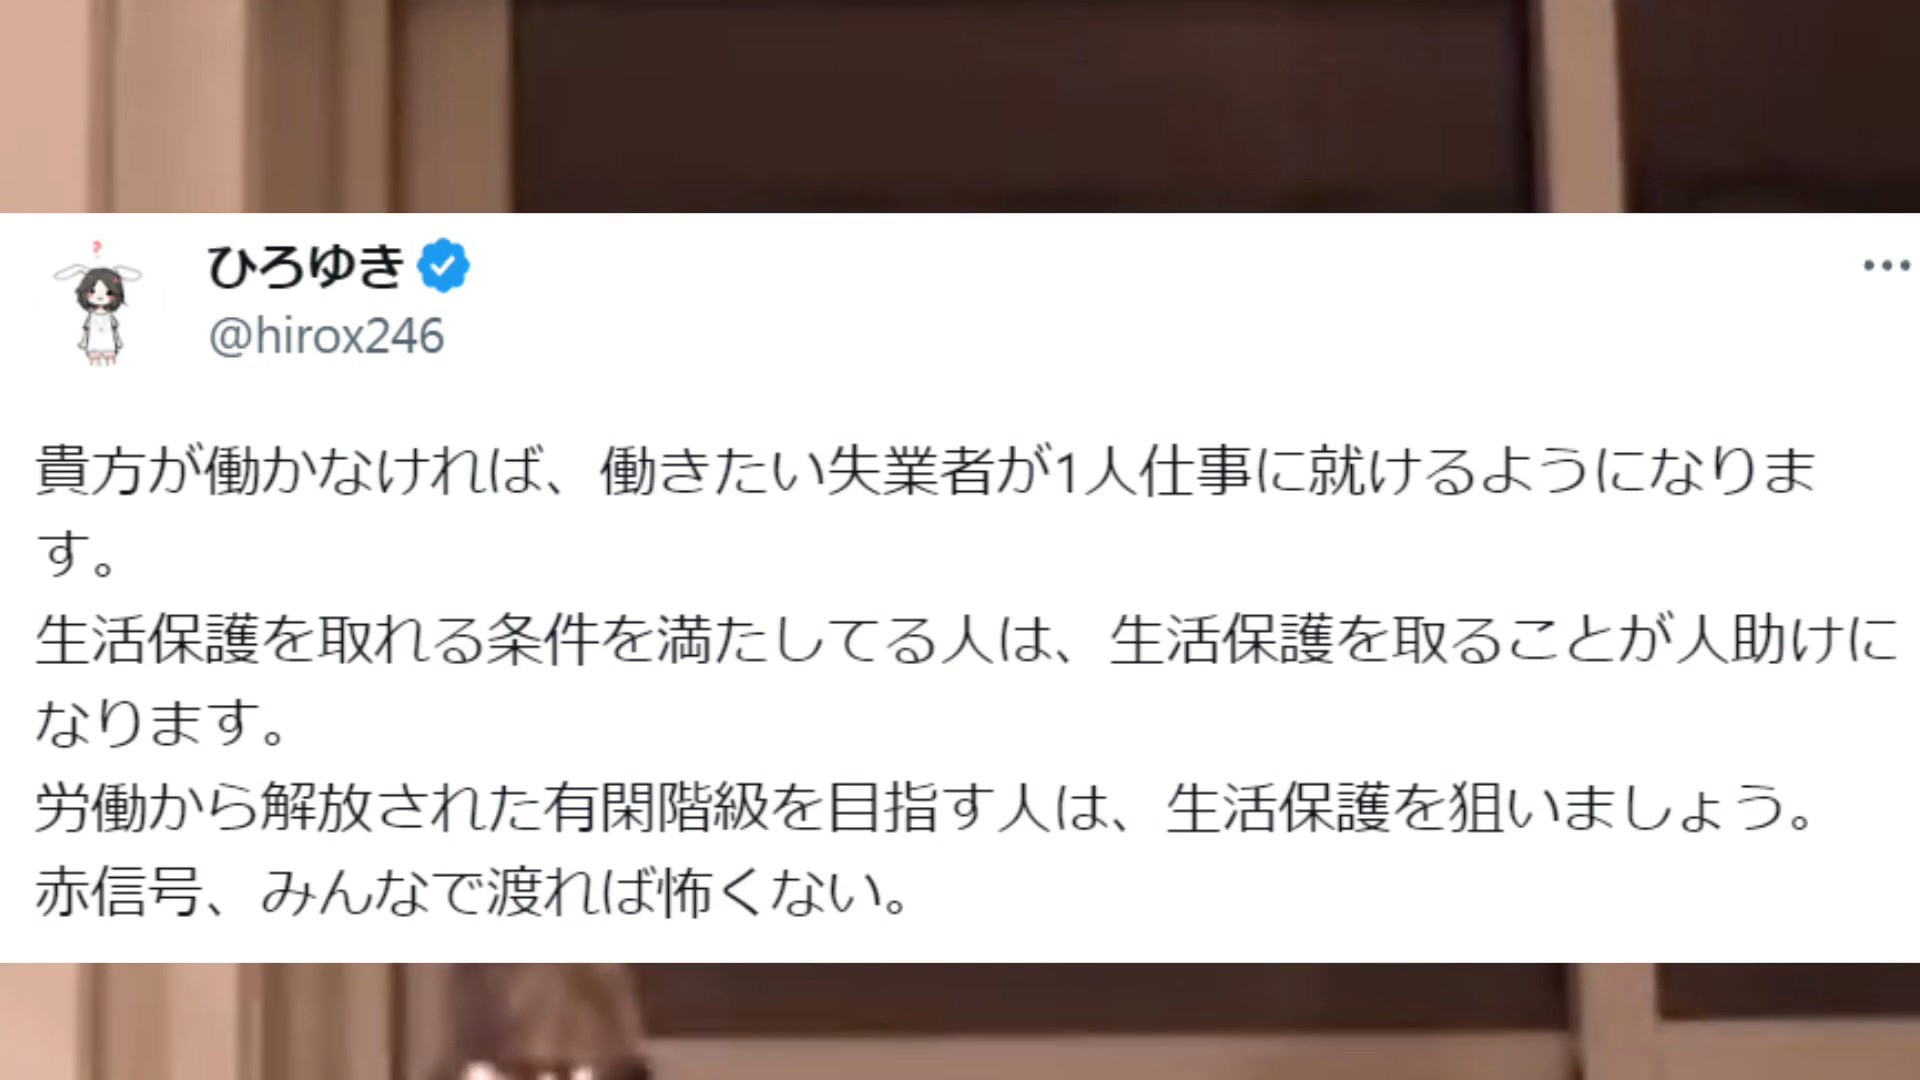 ひろゆき
@hirox246
貴方が働かなければ、働きたい失業者が1人仕事に就けるようになりま
す。
生活保護を取れる条件を満たしてる人は、生活保護を取ることが人助けに
なります。
労働から解放された有閑階級を目指す人は、生活保護を狙いましょう。
赤信号、みんなで渡れば怖くない。